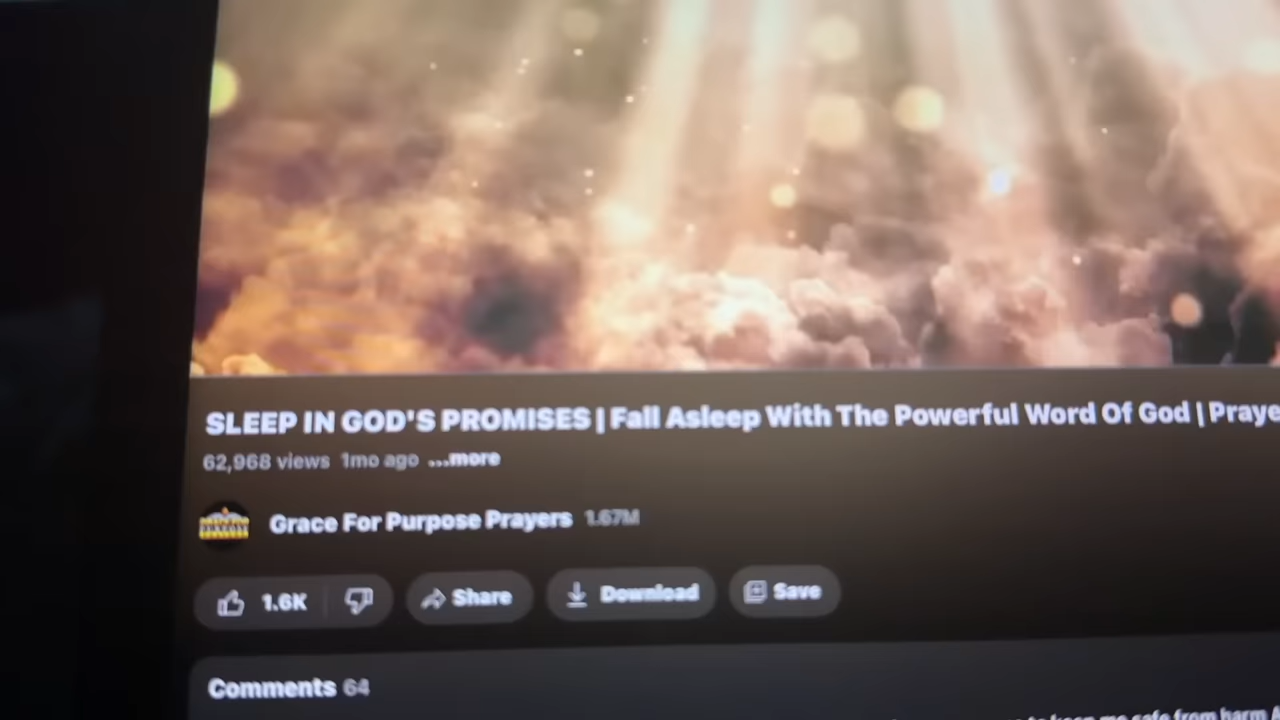 SLEEP IN GOD'S PROMISES | Fall Asleep With The Powerful Word Of God |
62,968 views 1mo ago ...more
Grace For Purpose Prayers 1.67M
1.6K Share Download Save
Comments 64
to keep me safe from harm